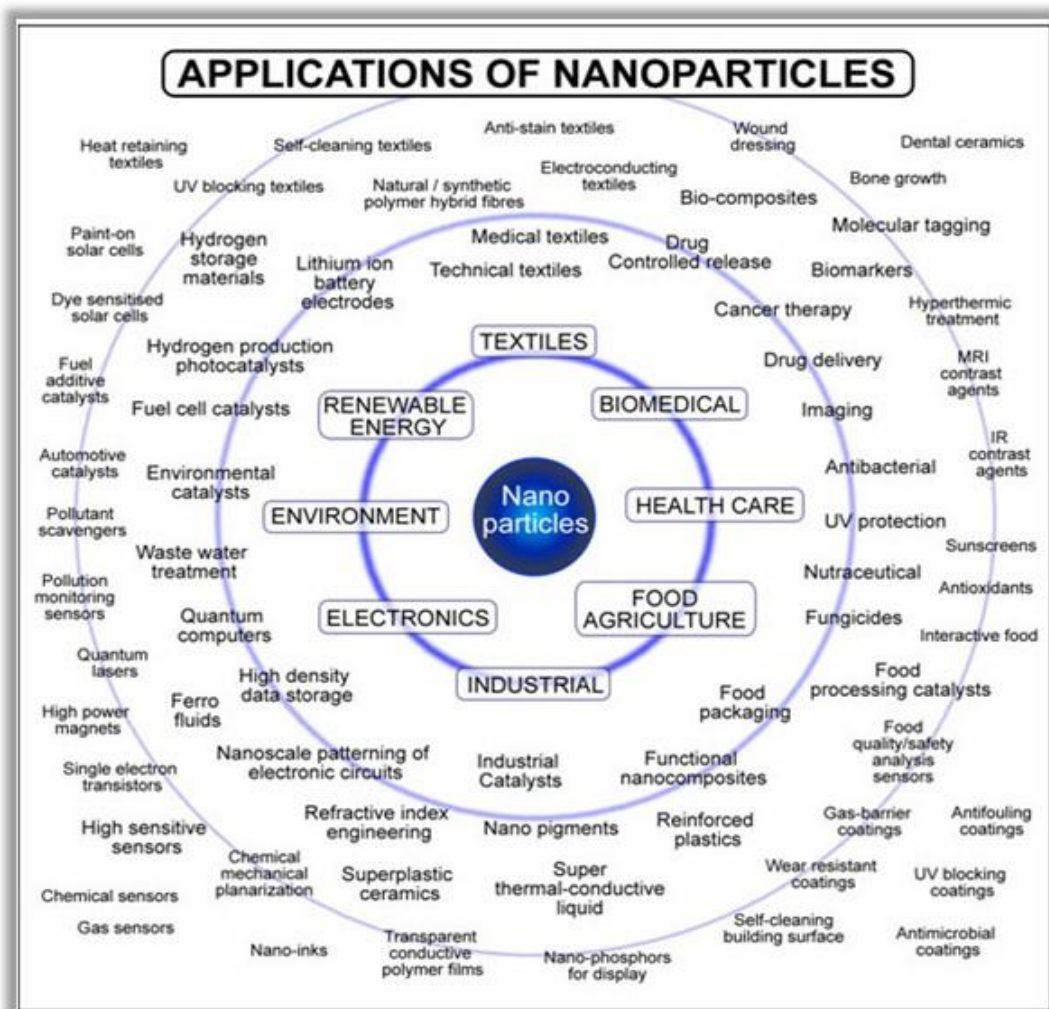 APPLICATIONS OF NANOPARTICLES
Anti-stain textiles
Wound
dressing
Dental ceramics
Heat retaining
textiles
Self-cleaning textiles
Electroconducting
textiles
Bone growth
UV blocking textiles
Natural / synthetic
polymer hybrid fibres
Bio-composites
Molecular tagging
Paint-on
solar cells
Hydrogen
storage
materials
Lithium ion
battery
electrodes
Medical textiles
Technical textiles
Drug
Controlled release
Biomarkers
Dye sensitised
solar cells
Cancer therapy
Hyperthermic
treatment
Hydrogen production
photocatalysts
TEXTILES
Drug delivery
MRI
contrast
agents
Fuel
additive
catalysts
Fuel cell catalysts
RENEWABLE
ENERGY
BIOMEDICAL
Imaging
IR
contrast
agents
Automotive
catalysts
Environmental
catalysts
Antibacterial
Pollutant
scavengers
ENVIRONMENT
Nano
particles
HEALTH CARE
UV protection
Sunscreens
Waste water
treatment
Nutraceutical
Antioxidants
Pollution
monitoring
sensors
Quantum
computers
ELECTRONICS
FOOD
AGRICULTURE
Fungicides
Interactive food
Quantum
lasers
High density
data storage
INDUSTRIAL
Food
packaging
Food
processing catalysts
High power
magnets
Ferro
fluids
Food
quality/safety
analysis
sensors
Single electron
transistors
Nanoscale patterning of
electronic circuits
Industrial
Catalysts
Functional
nanocomposites
High sensitive
sensors
Refractive index
engineering
Nano pigments
Reinforced
plastics
Gas-barrier
coatings
Antifouling
coatings
Chemical
mechanical
planarization
Superplastic
ceramics
Super
thermal-conductive
liquid
Wear resistant
coatings
UV blocking
coatings
Chemical sensors
Gas sensors
Nano-inks
Transparent
conductive
polymer films
Nano-phosphors
for display
Self-cleaning
building surface
Antimicrobial
coatings